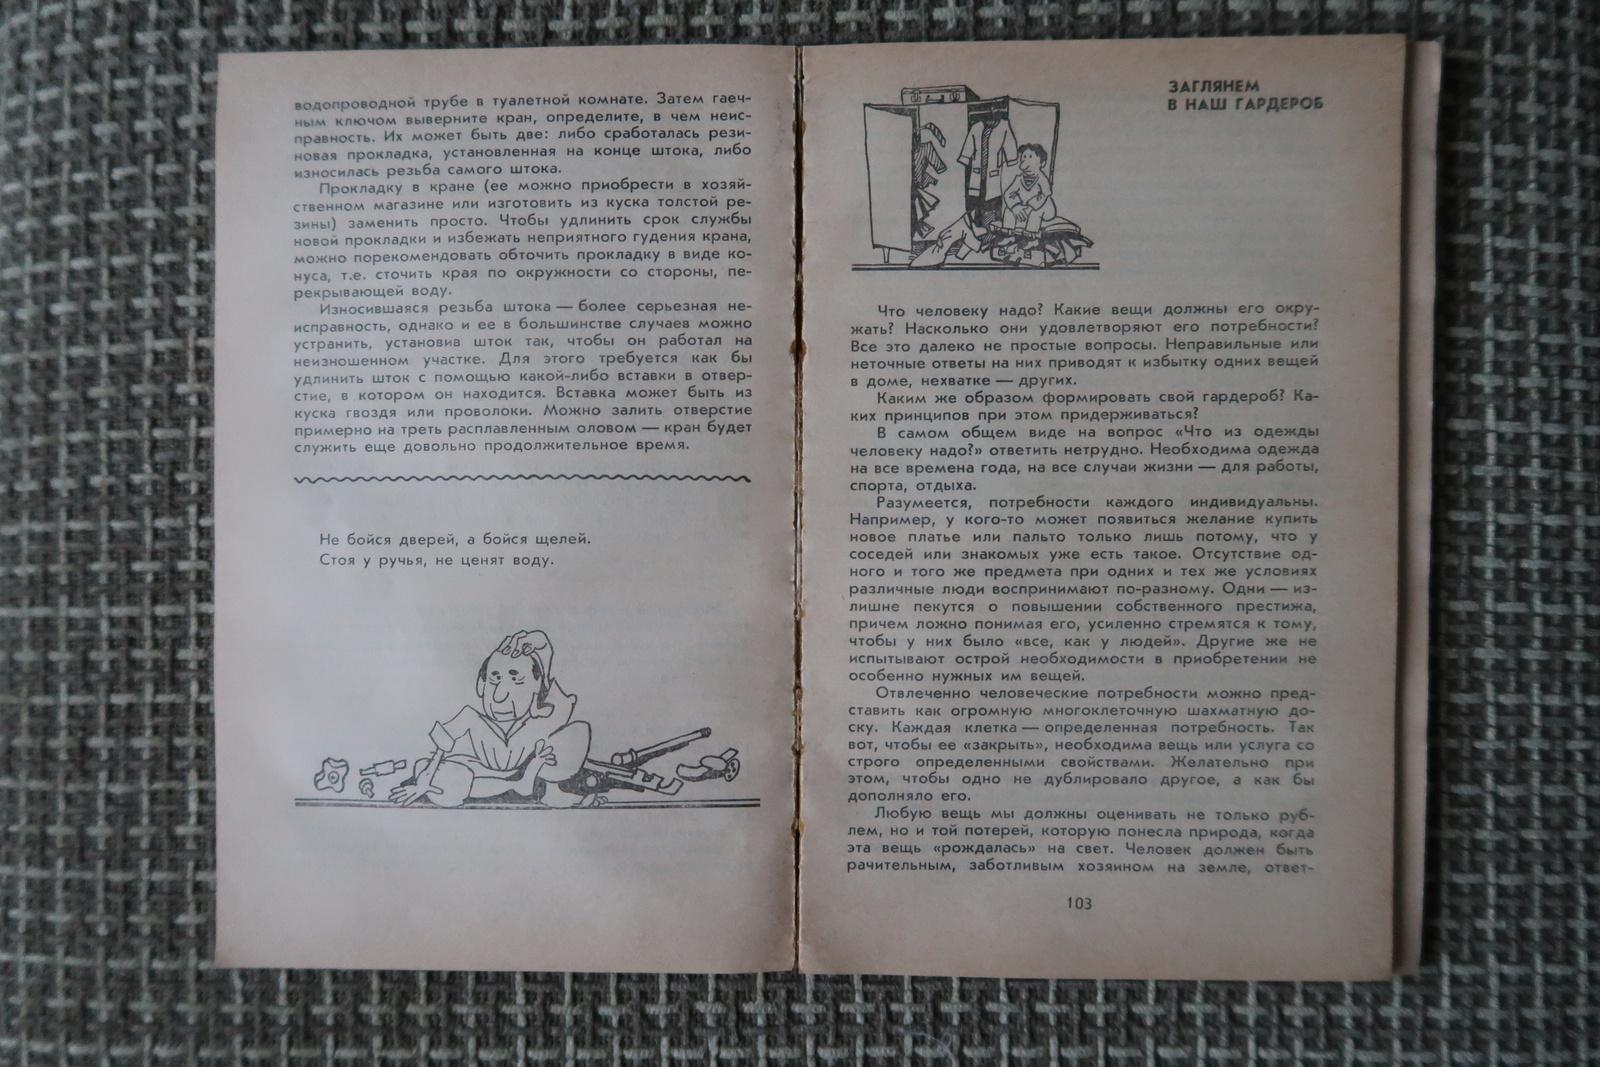 водопроводной трубе в туалетной комнате. Затем гаеч-
ным ключом выверните кран, определите, в чем неис-
правность. Их может быть две: либо сработалась рези-
новая прокладка, установленная на конце штока, либо
износилась резьба самого штока.
Прокладку в кране (ее можно приобрести в хозяй-
ственном магазине или изготовить из куска толстой ре-
зины) заменить просто. Чтобы удлинить срок службы
новой прокладки и избежать неприятного гудения крана,
можно порекомендовать обточить прокладку в виде ко-
нуса, т.е. сточить края по окружности со стороны, пе-
рекрывающей воду.
Износившаяся резьба штока — более серьезная не-
исправность, однако и ее в большинстве случаев можно
устранить, установив шток так, чтобы он работал на
неизношенном участке. Для этого требуется как бы
удлинить шток с помощью какой-либо вставки в отвер-
стие, в котором он находится. Вставка может быть из
куска гвоздя или проволоки. Можно залить отверстие
примерно на треть расплавленным оловом — кран будет
служить еще довольно продолжительное время.
Не бойся дверей, а бойся щелей.
Стоя у ручья, не ценят воду.
ЗАГЛЯНЕМ
В НАШ ГАРДЕРОБ
Что человеку надо? Какие вещи должны его окру-
жать? Насколько они удовлетворяют его потребности?
Все это далеко не простые вопросы. Неправильные или
неточные ответы на них приводят к избытку одних вещей
в доме, нехватке — других.
Каким же образом формировать свой гардероб? Ка-
ких принципов при этом придерживаться?
В самом общем виде на вопрос «Что из одежды
человеку надо?» ответить нетрудно. Необходима одежда
на все времена года, на все случаи жизни — для работы,
спорта, отдыха.
Разумеется, потребности каждого индивидуальны.
Например, у кого-то может появиться желание купить
новое платье или пальто только лишь потому, что у
соседей или знакомых уже есть такое. Отсутствие од-
ного и того же предмета при одних и тех же условиях
различные люди воспринимают по-разному. Одни — из-
лишне пекутся о повышении собственного престижа,
причем ложно понимая его, усиленно стремятся к тому,
чтобы у них было «все, как у людей». Другие же не
испытывают острой необходимости в приобретении не
особенно нужных им вещей.
Отвлеченно человеческие потребности можно пред-
ставить как огромную многоклеточную шахматную до-
ску. Каждая клетка — определенная потребность. Так
вот, чтобы ее «закрыть», необходима вещь или услуга со
строго определенными свойствами. Желательно при
этом, чтобы одно не дублировало другое, а как бы
дополняло его.
Любую вещь мы должны оценивать не только руб-
лем, но и той потерей, которую понесла природа, когда
эта вещь «рождалась» на свет. Человек должен быть
рачительным, заботливым хозяином на земле, ответ-
103